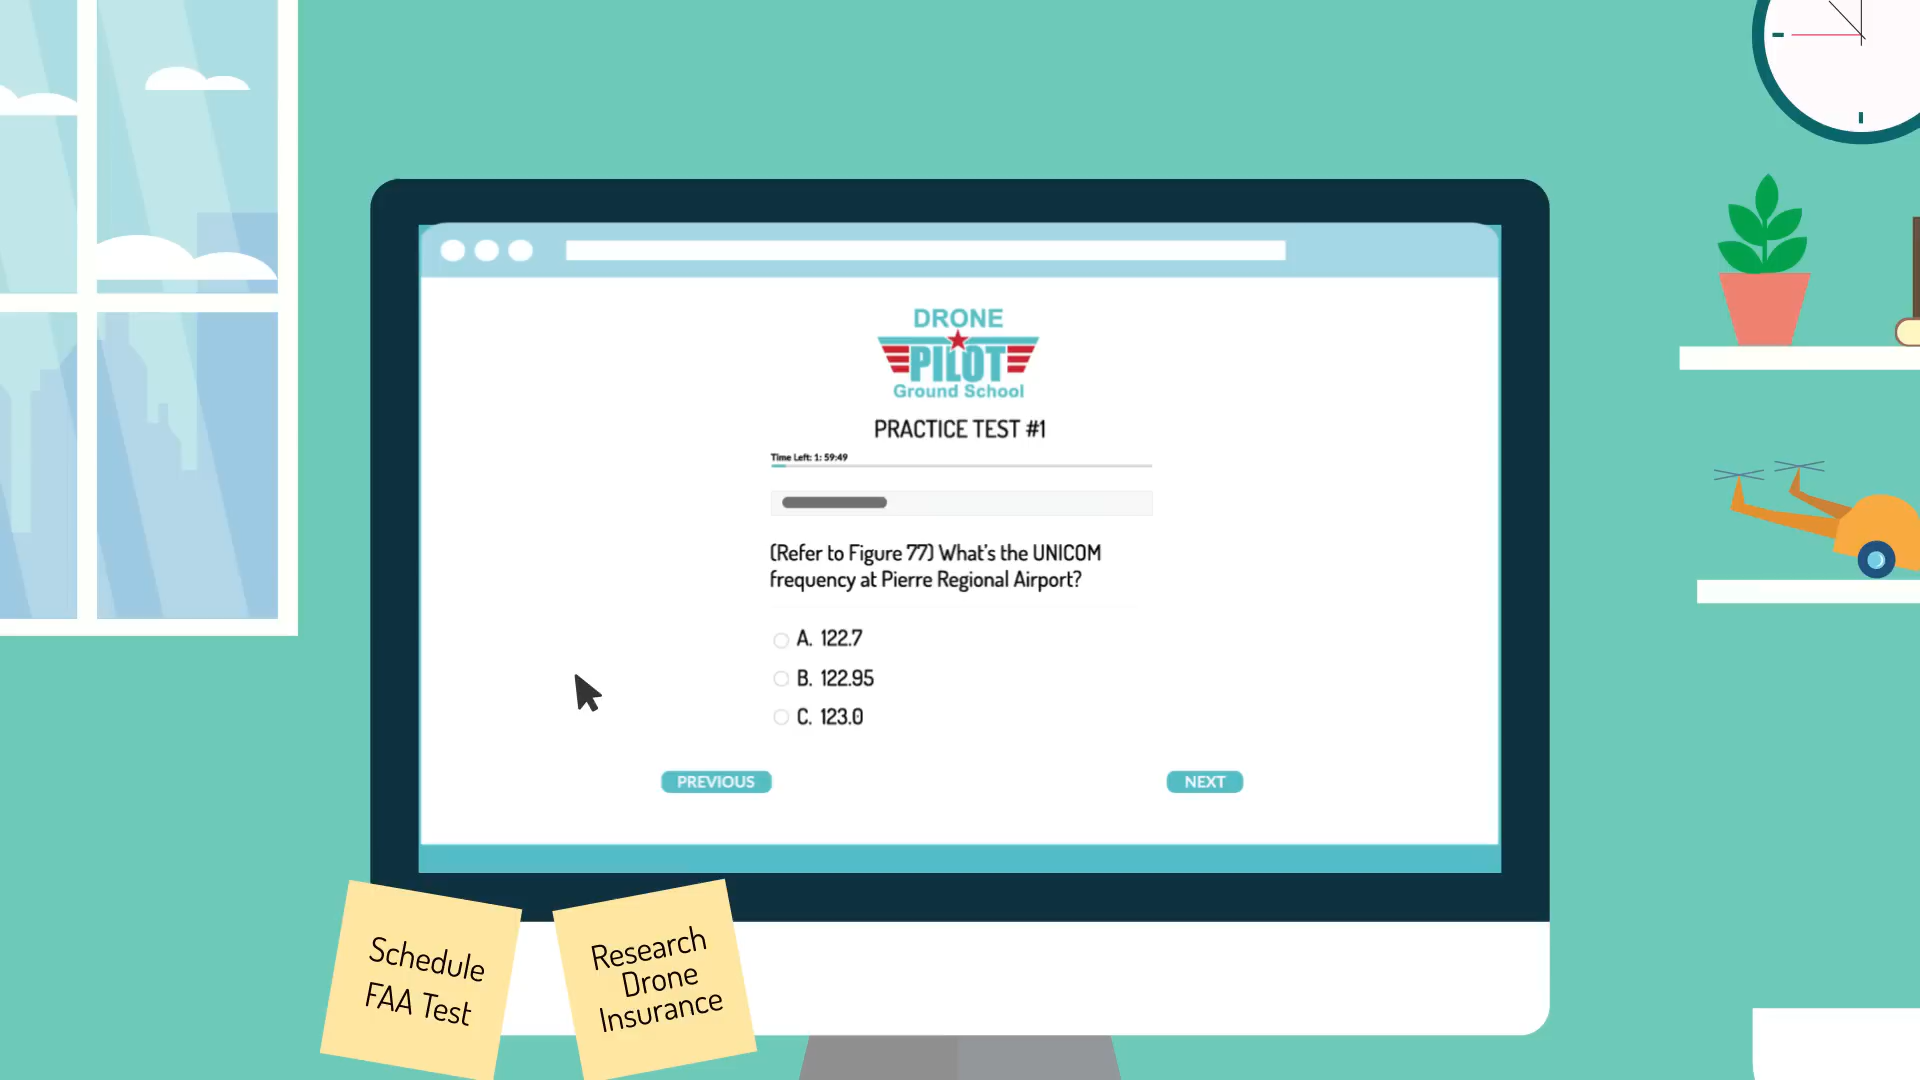 DRONE
PILOT
Ground School
PRACTICE TEST #1
Time Left: 1: 59:49
(Refer to Figure 77) What's the UNICOM
frequency at Pierre Regional Airport?
A. 122.7
B. 122.95
C. 123.0
PREVIOUS
NEXT
Schedule
FAA Test
Research
Drone
Insurance